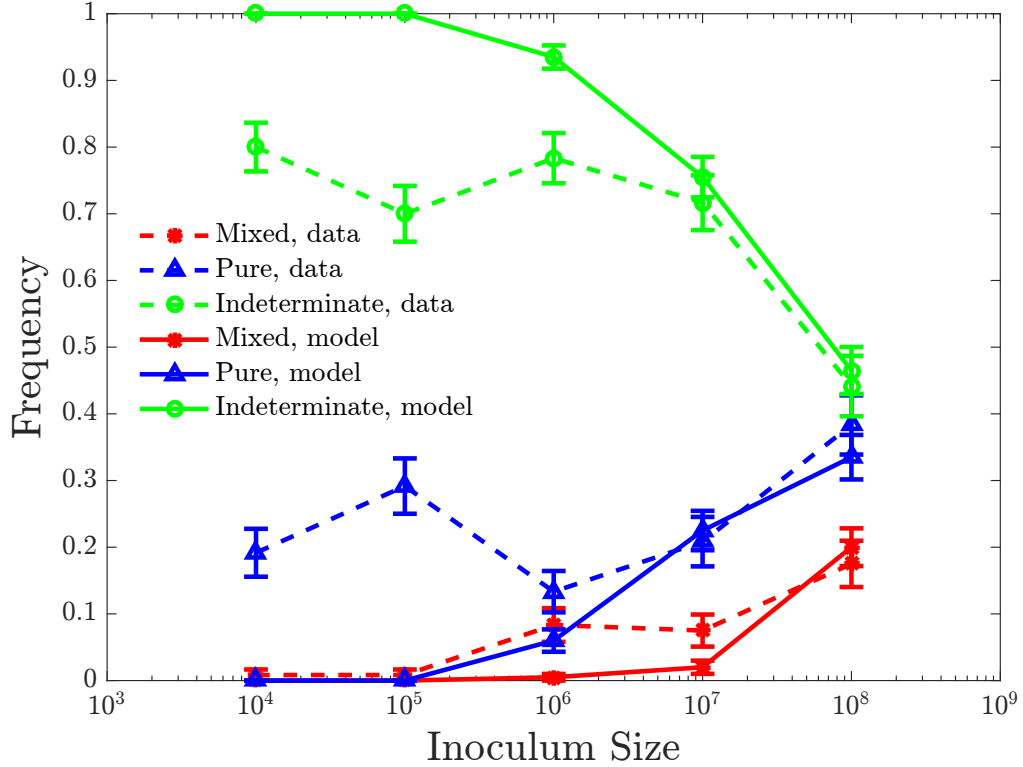 1
0.9
0.8
0.7
0.6
0.5
0.4
0.3
0.2
0.1
0
Frequency
Mixed, data
Pure, data
Indeterminate, data
Mixed, model
Pure, model
Indeterminate, model
10³ 10⁴ 10⁵ 10⁶ 10⁷ 10⁸ 10⁹
Inoculum Size